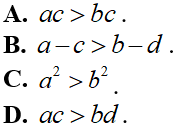 A. ac > bc .
B. a − c > b − d .
C. a² > b² .
D. ac > bd .